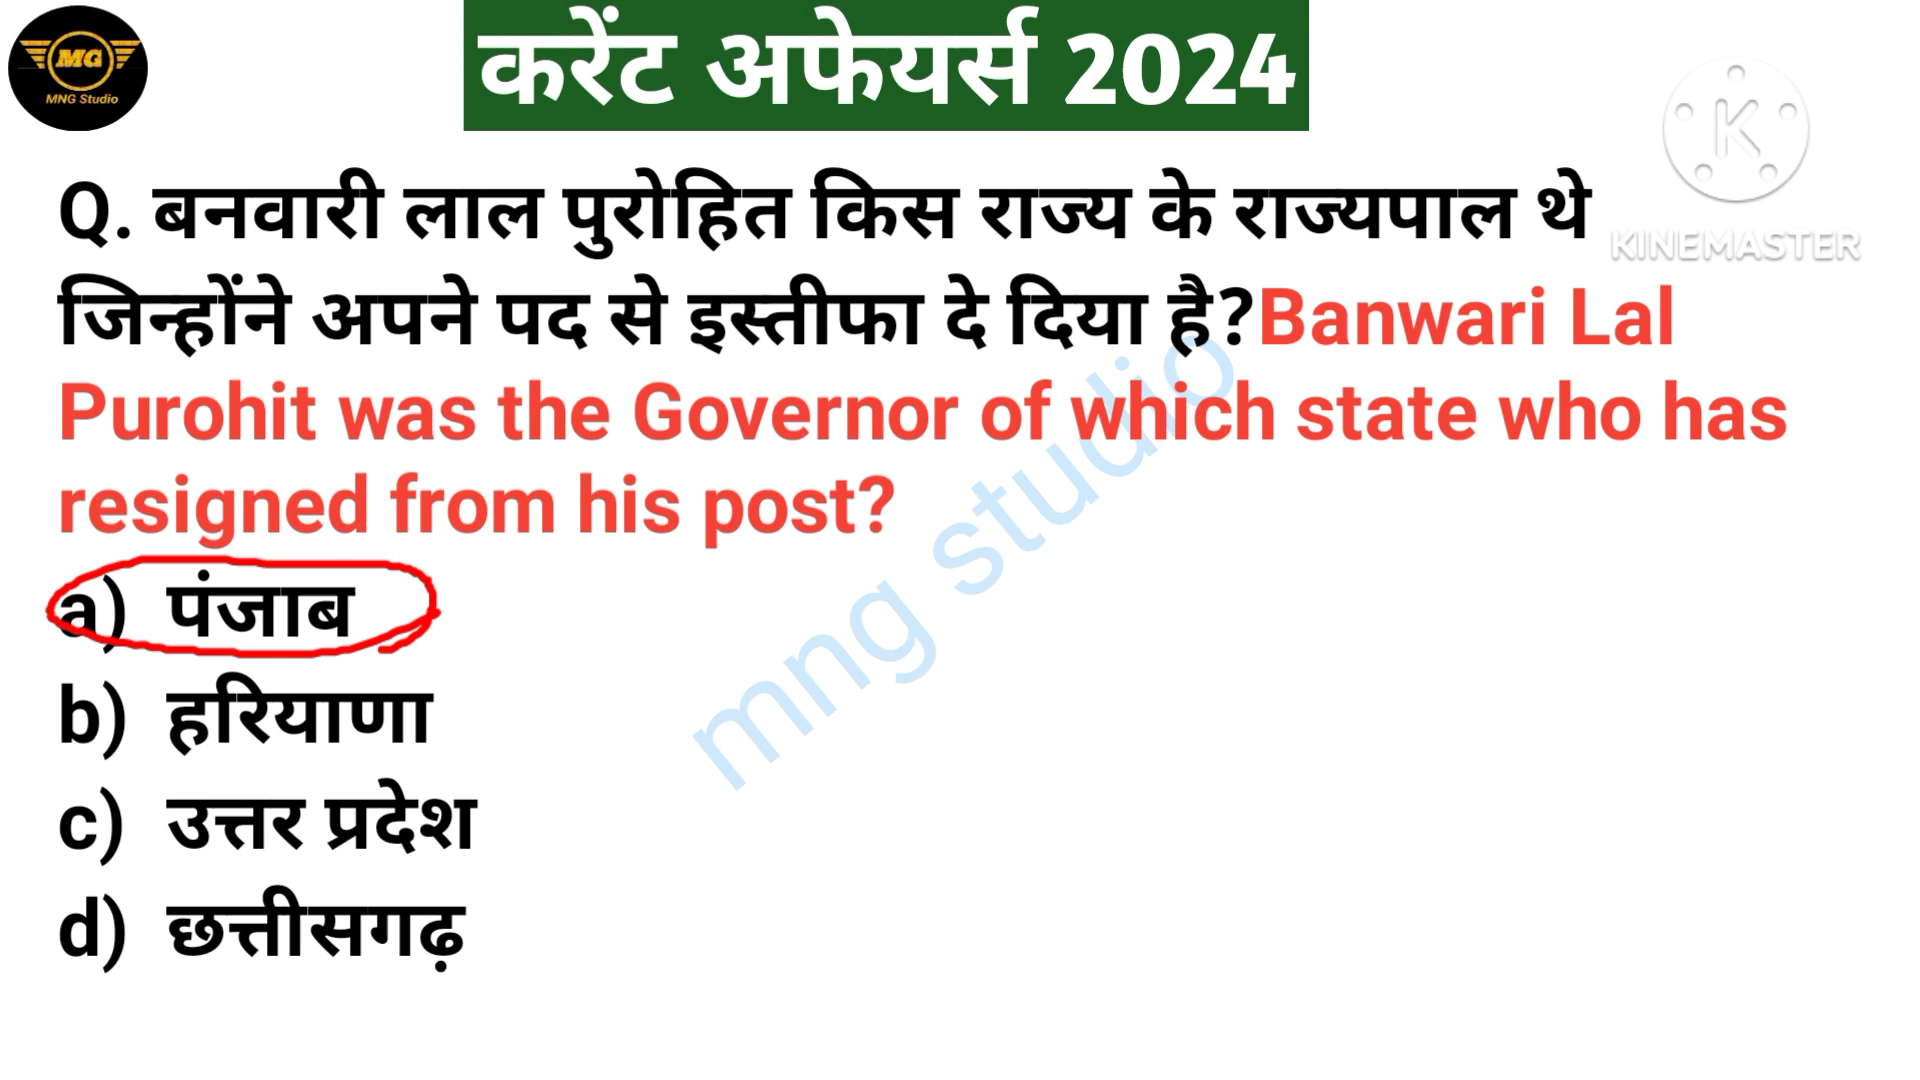 MG
MNG Studio
करेंट अफेयर्स 2024
K
KINEMASTER
Q. बनवारी लाल पुरोहित किस राज्य के राज्यपाल थे
जिन्होंने अपने पद से इस्तीफा दे दिया है?Banwari Lal
Purohit was the Governor of which state who has
resigned from his post?
mng studio
a) पंजाब
b) हरियाणा
c) उत्तर प्रदेश
d) छत्तीसगढ़